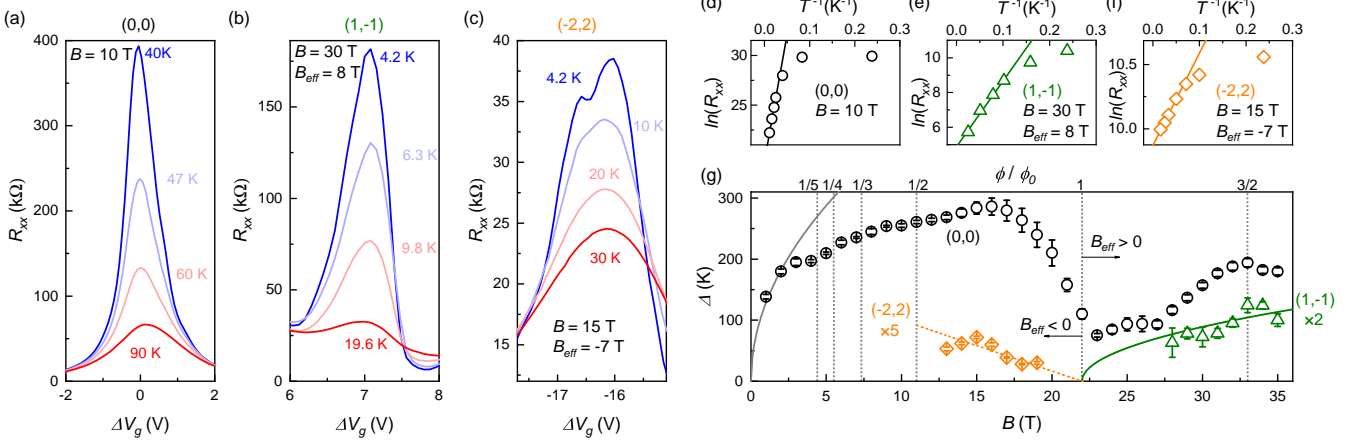 (a)
(0,0)
B = 10 T
40K
47 K
60 K
90 K
400
350
300
250
200
150
100
50
0
-2
0
2
R_xx (kΩ)
ΔV_g (V)
(b)
(1,-1)
B = 30 T
B_eff = 8 T
4.2 K
6.3 K
9.8 K
19.6 K
175
125
75
25
6
7
8
R_xx (kΩ)
ΔV_g (V)
(c)
(-2,2)
4.2 K
10 K
20 K
30 K
B = 15 T
B_eff = -7 T
40
35
30
25
20
15
-17
-16
R_xx (kΩ)
ΔV_g (V)
(d)
T⁻¹(K⁻¹)
0.0 0.1 0.2 0.3
30
25
ln(R_xx)
(0,0)
B = 10 T
(e)
T⁻¹(K⁻¹)
0.0 0.1 0.2 0.3
10
8
6
ln(R_xx)
(1,-1)
B = 30 T
B_eff = 8 T
(f)
T⁻¹(K⁻¹)
0.0 0.1 0.2 0.3
10.5
10.0
ln(R_xx)
(-2,2)
B = 15 T
B_eff = -7 T
(g)
ϕ / ϕ₀
1/5 1/4 1/3 1/2 1 3/2
300
200
100
0
Δ (K)
(0,0)
B_eff > 0
B_eff < 0
(-2,2)
×5
(1,-1)
×2
0 5 10 15 20 25 30 35
B (T)